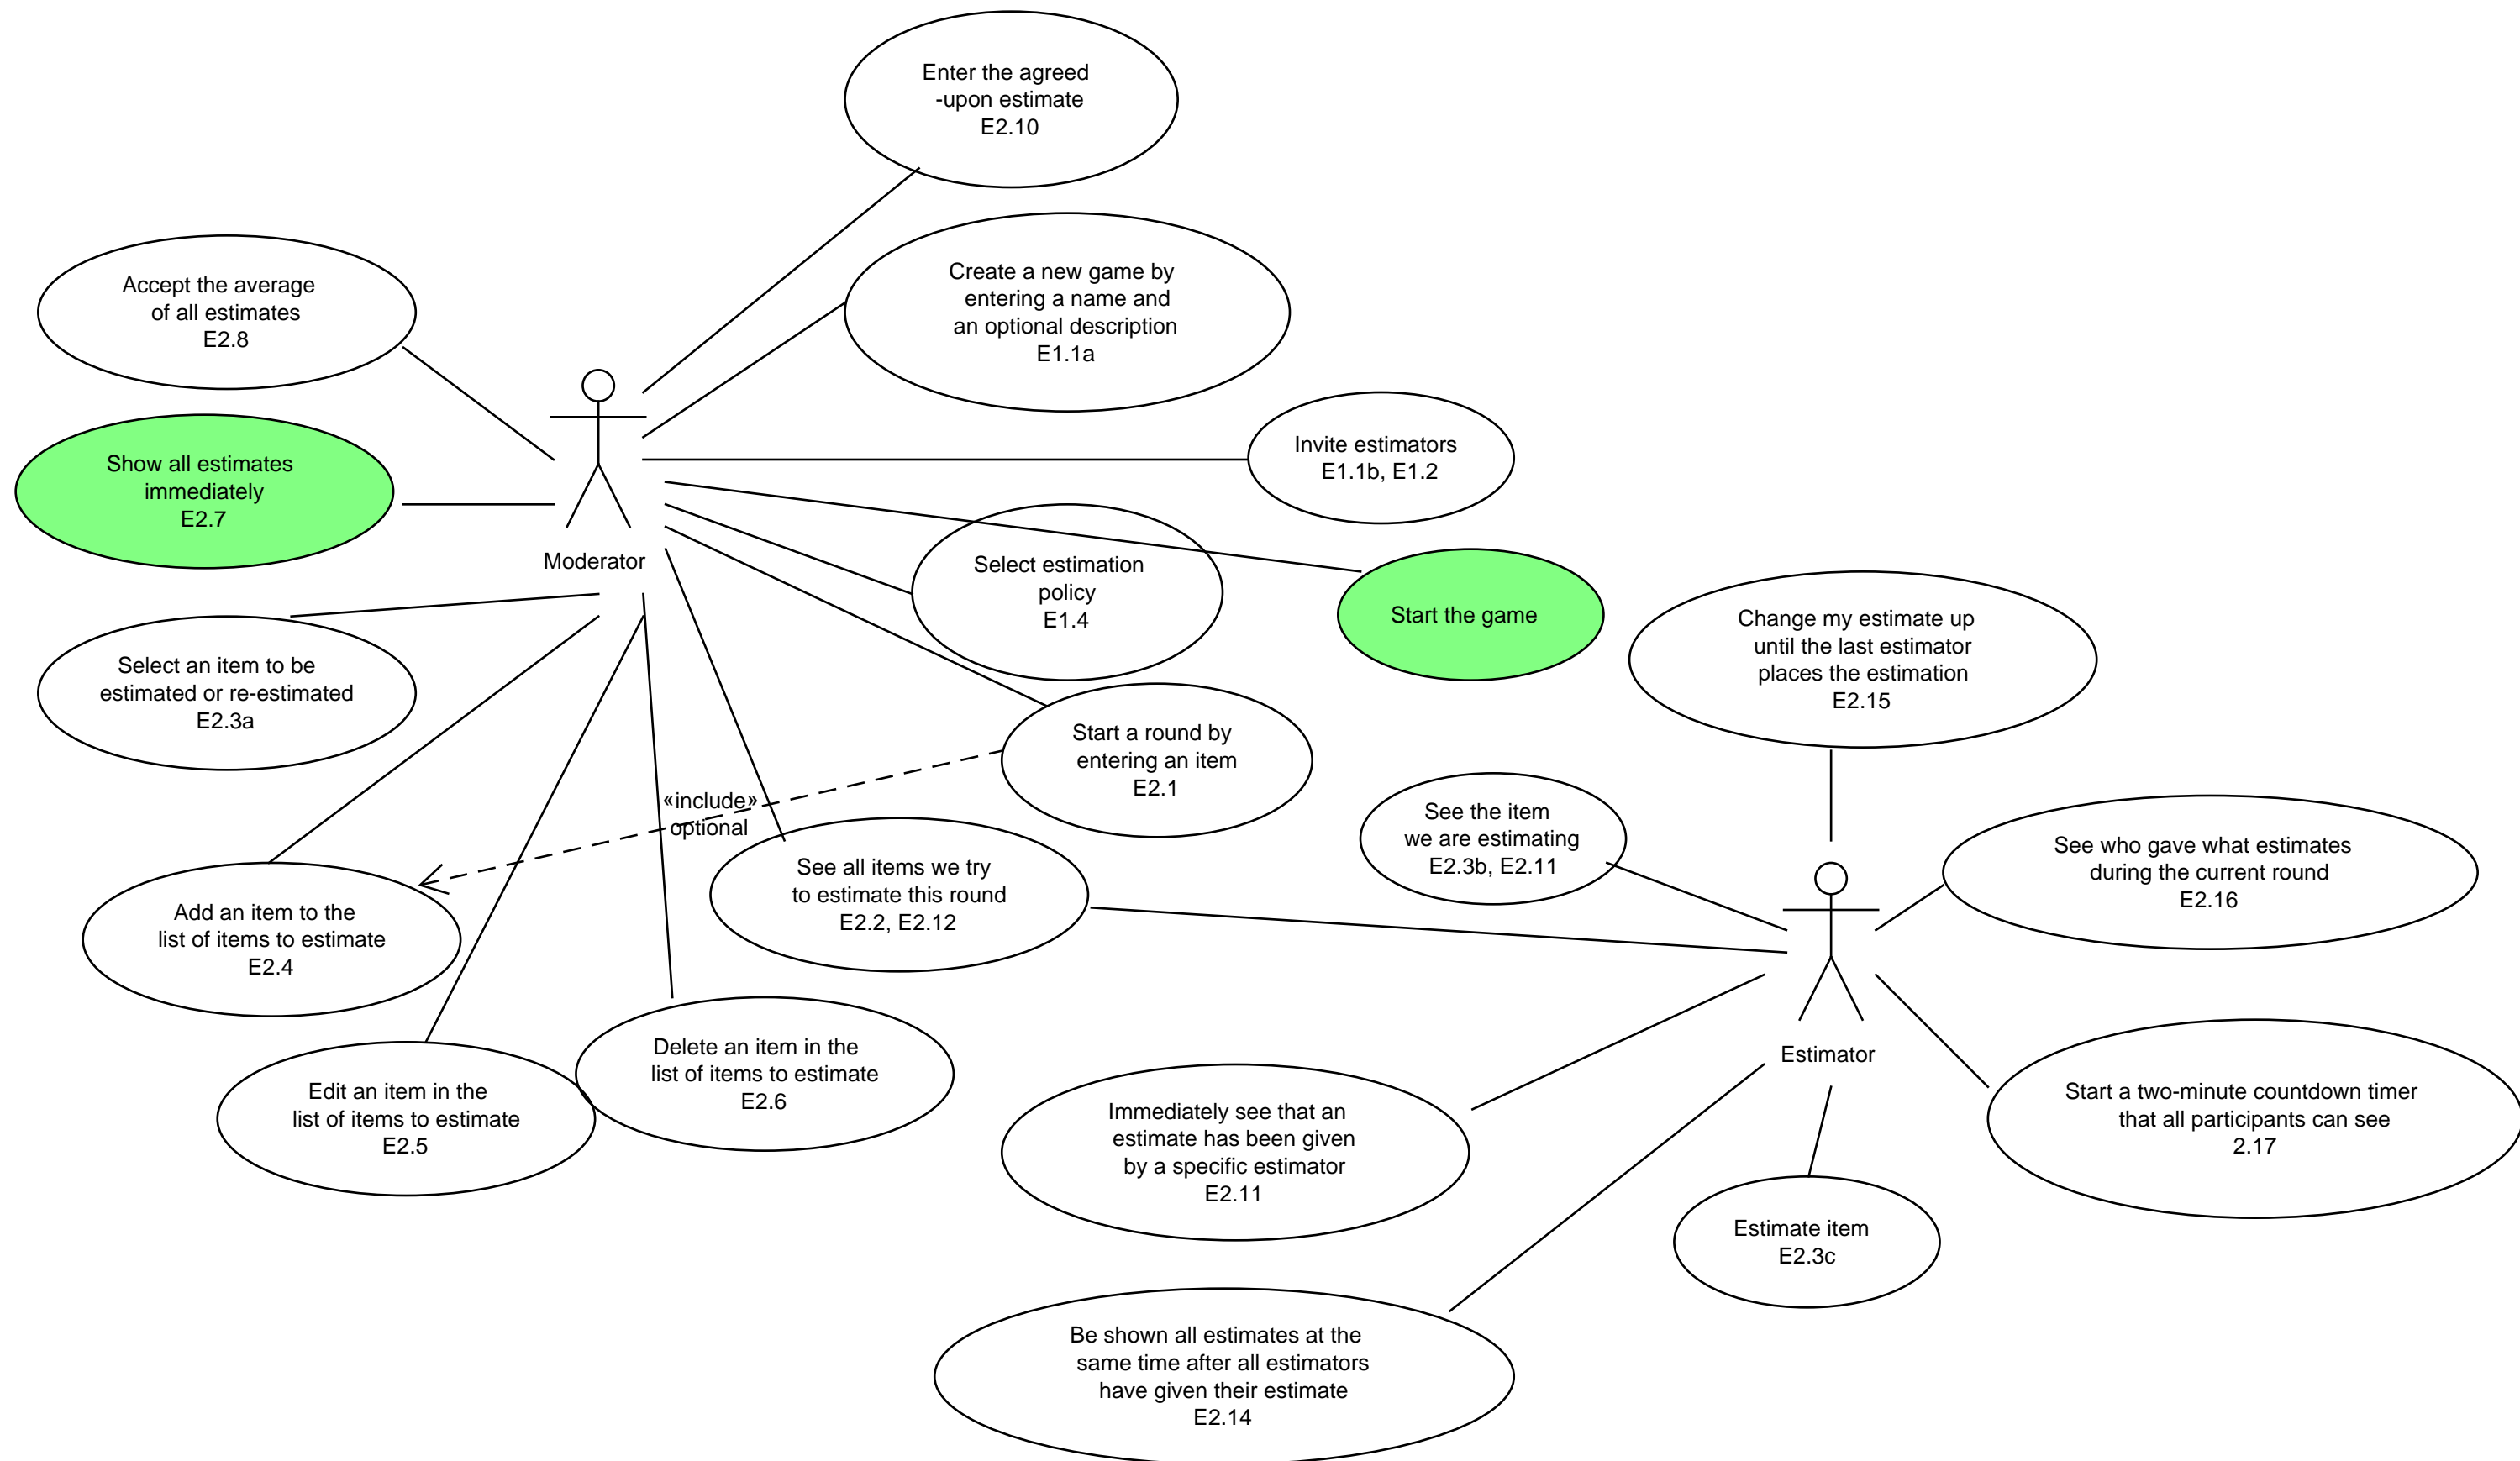 Enter the agreed
-upon estimate
E2.10
Create a new game by
entering a name and
an optional description
E1.1a
Accept the average
of all estimates
E2.8
Invite estimators
E1.1b, E1.2
Show all estimates
immediately
E2.7
Moderator
Select estimation
policy
E1.4
Start the game
Change my estimate up
until the last estimator
places the estimation
E2.15
Select an item to be
estimated or re-estimated
E2.3a
Start a round by
entering an item
E2.1
«include»
optional
See the item
we are estimating
E2.3b, E2.11
See who gave what estimates
during the current round
E2.16
See all items we try
to estimate this round
E2.2, E2.12
Add an item to the
list of items to estimate
E2.4
Estimator
Delete an item in the
list of items to estimate
E2.6
Edit an item in the
list of items to estimate
E2.5
Start a two-minute countdown timer
that all participants can see
2.17
Immediately see that an
estimate has been given
by a specific estimator
E2.11
Estimate item
E2.3c
Be shown all estimates at the
same time after all estimators
have given their estimate
E2.14